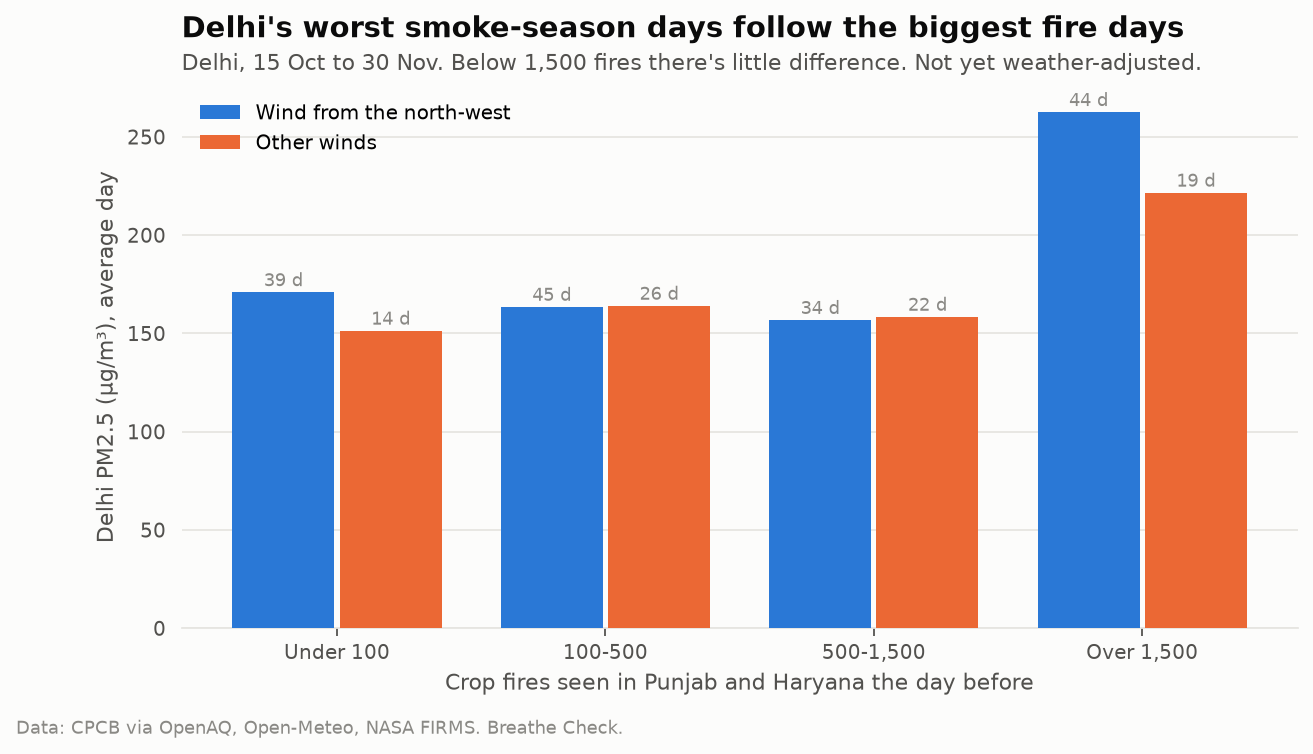 Delhi's worst smoke-season days follow the biggest fire days
Delhi, 15 Oct to 30 Nov. Below 1,500 fires there's little difference. Not yet weather-adjusted.
Wind from the north-west
Other winds
Delhi PM2.5 (µg/m³), average day
250
200
150
100
50
0
39 d
14 d
45 d
26 d
34 d
22 d
44 d
19 d
Under 100
100-500
500-1,500
Over 1,500
Crop fires seen in Punjab and Haryana the day before
Data: CPCB via OpenAQ, Open-Meteo, NASA FIRMS. Breathe Check.